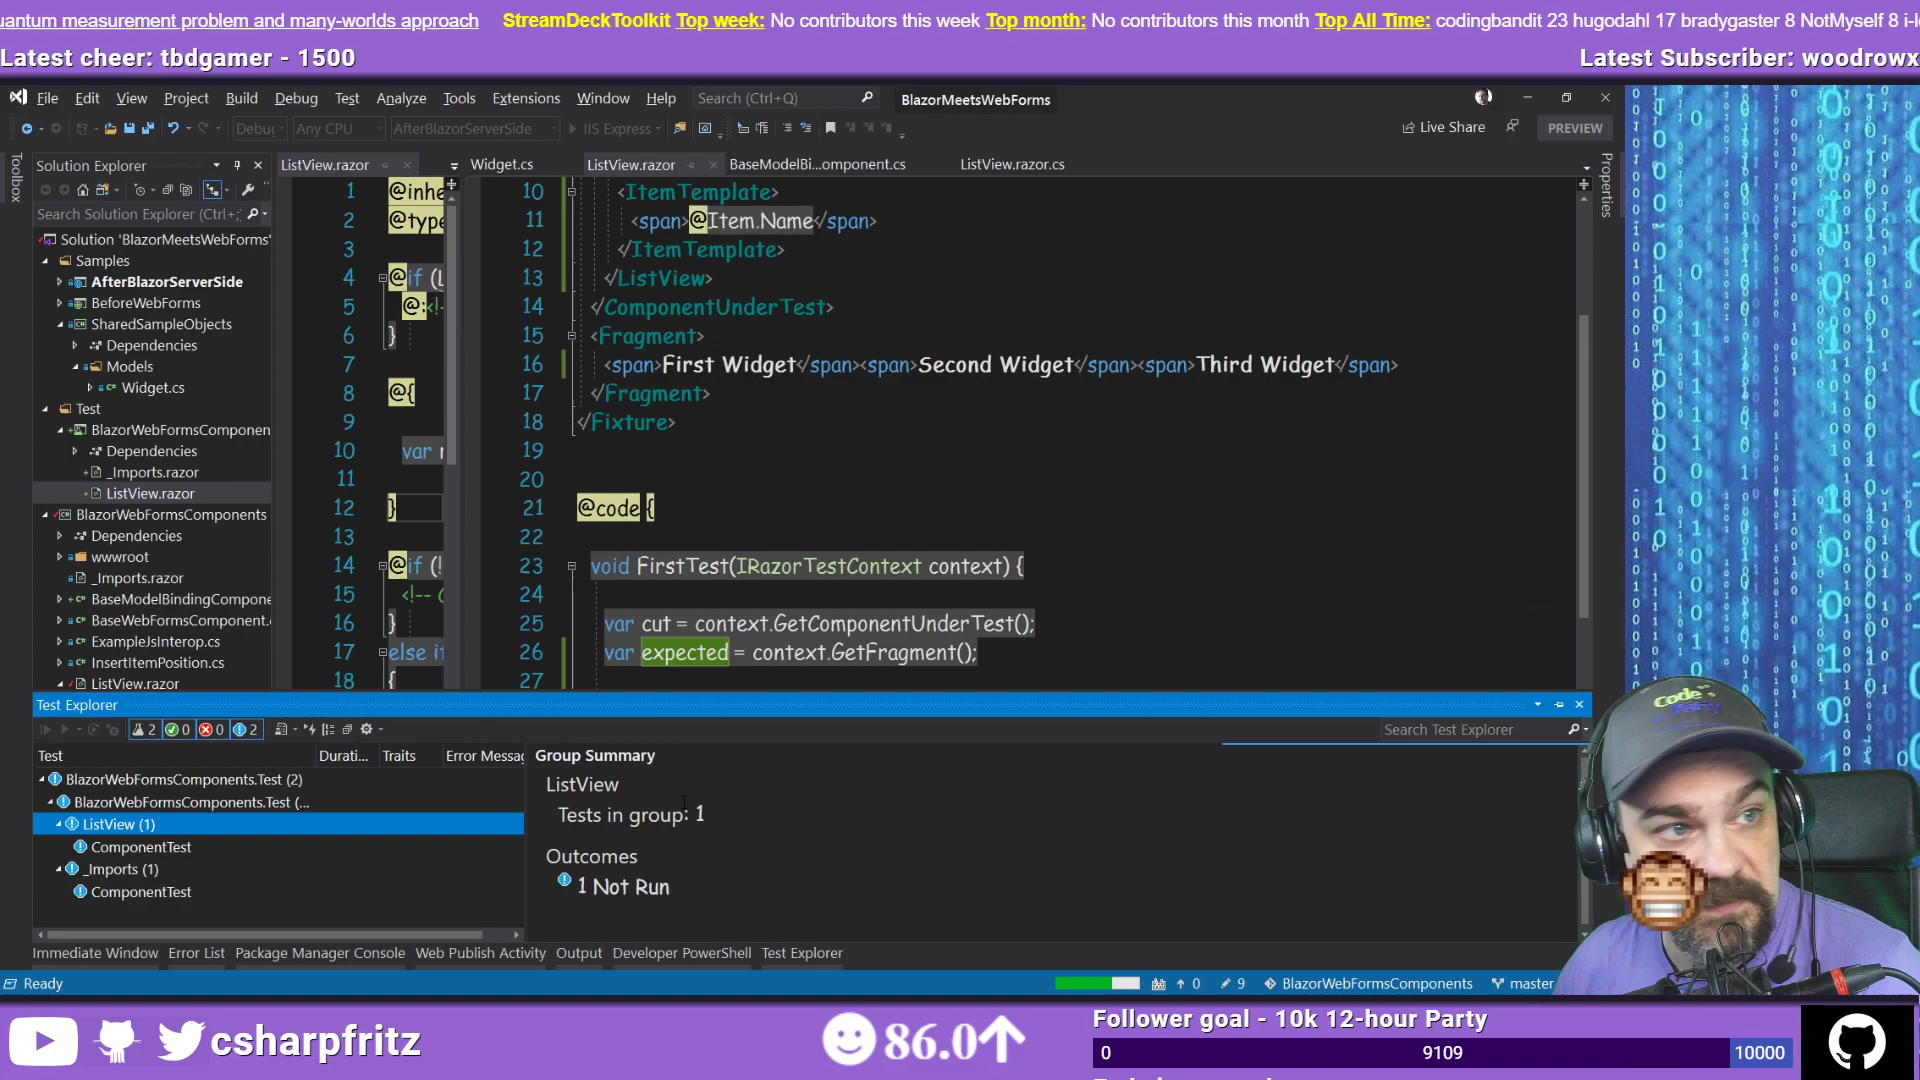 uantum measurement problem and many-worlds approach StreamDeckToolkit Top week: No contributors this week Top month: No contributors this month Top All Time: codingbandit 23 hugodahl 17 bradygaster 8 NotMyself 8 i-l
Latest cheer: tbdgamer - 1500
Latest Subscriber: woodrowx
File Edit View Project Build Debug Test Analyze Tools Extensions Window Help Search (Ctrl+Q) BlazorMeetsWebForms
Debug Any CPU AfterBlazorServerSide IIS Express Live Share PREVIEW
Toolbox
Properties
Solution Explorer
Search Solution Explorer (Ctrl+;
Solution 'BlazorMeetsWebForms'
Samples
AfterBlazorServerSide
BeforeWebForms
SharedSampleObjects
Dependencies
Models
Widget.cs
Test
BlazorWebFormsComponen
Dependencies
_Imports.razor
ListView.razor
BlazorWebFormsComponents
Dependencies
wwwroot
_Imports.razor
BaseModelBindingCompone
BaseWebFormsComponent.
ExampleJsInterop.cs
InsertItemPosition.cs
ListView.razor
ListView.razor
1 @inhe
2 @type
3
4 @if (L
5 @:<!-
6 }
7
8 @{
9
10 var r
11
12 }
13
14 @if (!
15 <!-- C
16 }
17 else if
18 {
Widget.cs ListView.razor BaseModelBi...omponent.cs ListView.razor.cs
10 <ItemTemplate>
11 <span>@Item.Name</span>
12 </ItemTemplate>
13 </ListView>
14 </ComponentUnderTest>
15 <Fragment>
16 <span>First Widget</span><span>Second Widget</span><span>Third Widget</span>
17 </Fragment>
18 </Fixture>
19
20
21 @code {
22
23 void FirstTest(IRazorTestContext context) {
24
25 var cut = context.GetComponentUnderTest();
26 var expected = context.GetFragment();
27
Test Explorer
2 0 0 2 Search Test Explorer
Test Durati... Traits Error Messag
BlazorWebFormsComponents.Test (2)
BlazorWebFormsComponents.Test (...
ListView (1)
ComponentTest
_Imports (1)
ComponentTest
Group Summary
ListView
Tests in group: 1
Outcomes
1 Not Run
Immediate Window Error List Package Manager Console Web Publish Activity Output Developer PowerShell Test Explorer
Ready 0 9 BlazorWebFormsComponents master
csharpfritz
86.0
Follower goal - 10k 12-hour Party
0 9109 10000